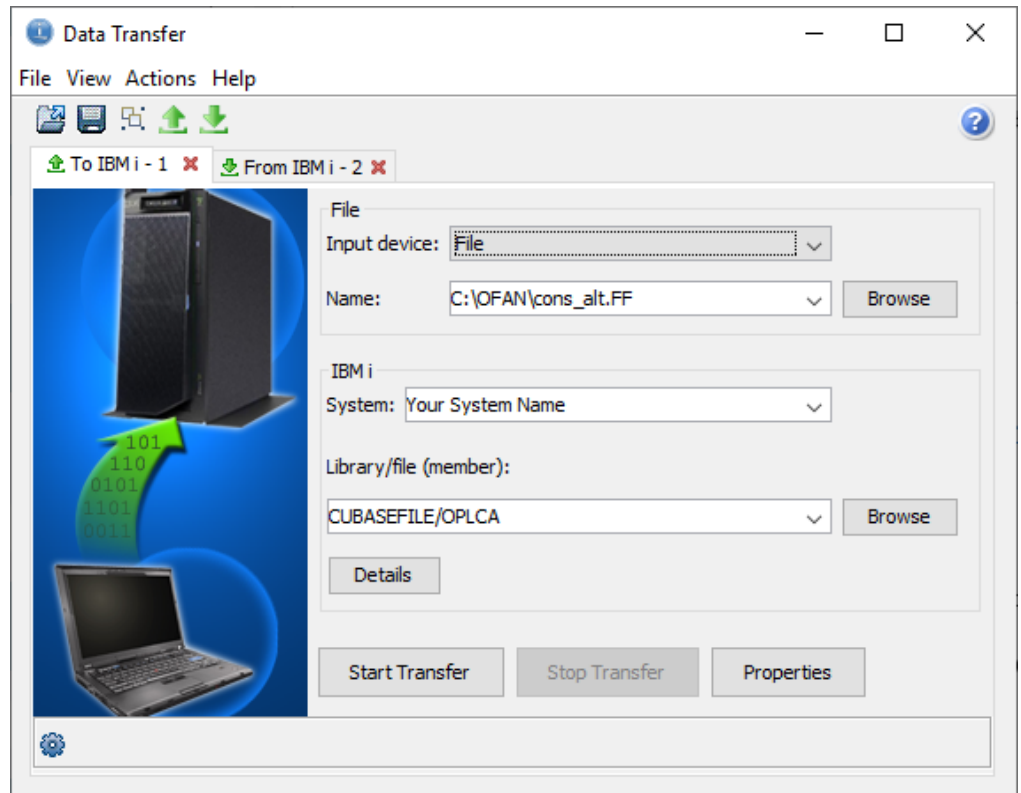 Data Transfer
File View Actions Help
To IBM i - 1
From IBM i - 2
File
Input device: File
Name: C:\OFAN\cons_alt.FF Browse
IBM i
System: Your System Name
Library/file (member):
CUBASEFILE/OPLCA Browse
Details
Start Transfer Stop Transfer Properties
101
110
0101
1101
0011